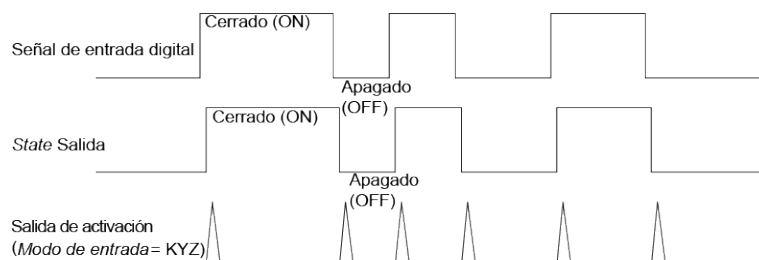 Cerrado (ON)
Señal de entrada digital
Apagado
(OFF)
Cerrado (ON)
State Salida
Apagado
(OFF)
Salida de activación
(Modo de entrada= KYZ)